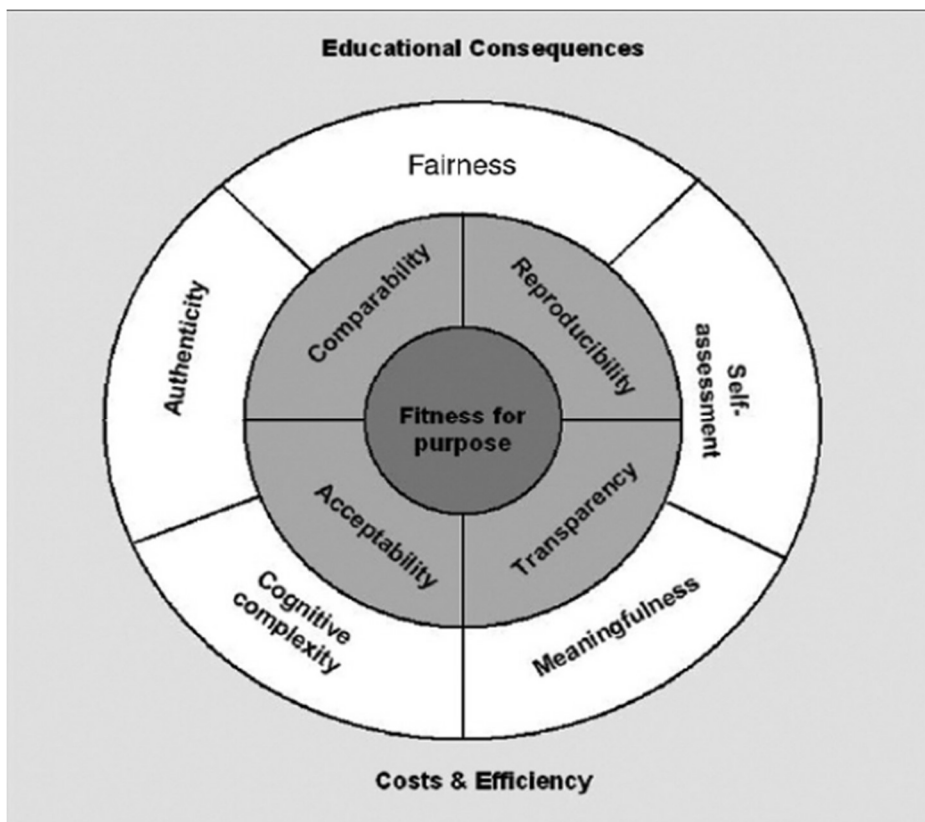 Educational Consequences
Fairness
Comparability
Reproducibility
Authenticity
Self-
assessment
Fitness for
purpose
Acceptability
Transparency
Cognitive
complexity
Meaningfulness
Costs & Efficiency